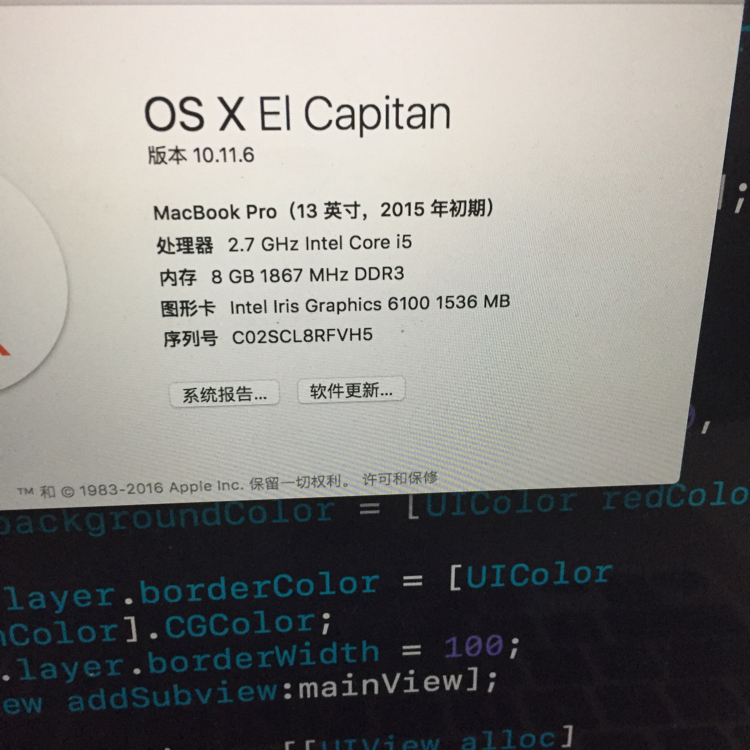 OS X El Capitan
版本 10.11.6
MacBook Pro（13 英寸，2015 年初期）
处理器 2.7 GHz Intel Core i5
内存 8 GB 1867 MHz DDR3
图形卡 Intel Iris Graphics 6100 1536 MB
序列号 C02SCL8RFVH5
系统报告... 软件更新...
™ 和 © 1983-2016 Apple Inc. 保留一切权利。 许可和保修
];
,
backgroundColor = [UIColor redColo
layer.borderColor = [UIColor
nColor].CGColor;
.layer.borderWidth = 100;
ew addSubview:mainView];
[[UIView alloc]